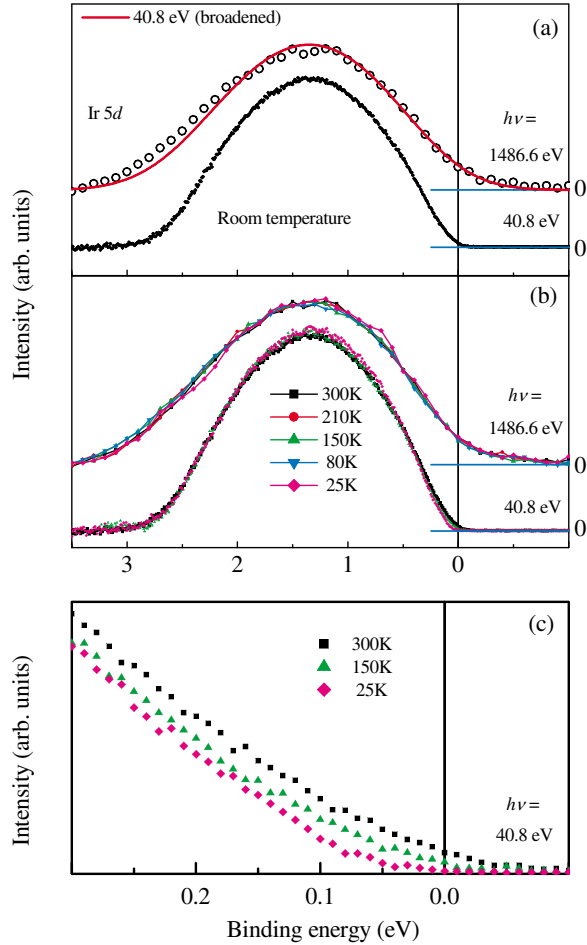 40.8 eV (broadened)
(a)
Ir 5d
hν =
1486.6 eV
0
Room temperature
40.8 eV
0
Intensity (arb. units)
(b)
300K
210K
150K
80K
25K
hν =
1486.6 eV
0
40.8 eV
0
3 2 1 0
(c)
300K
150K
25K
Intensity (arb. units)
hν =
40.8 eV
0.2 0.1 0.0
Binding energy (eV)